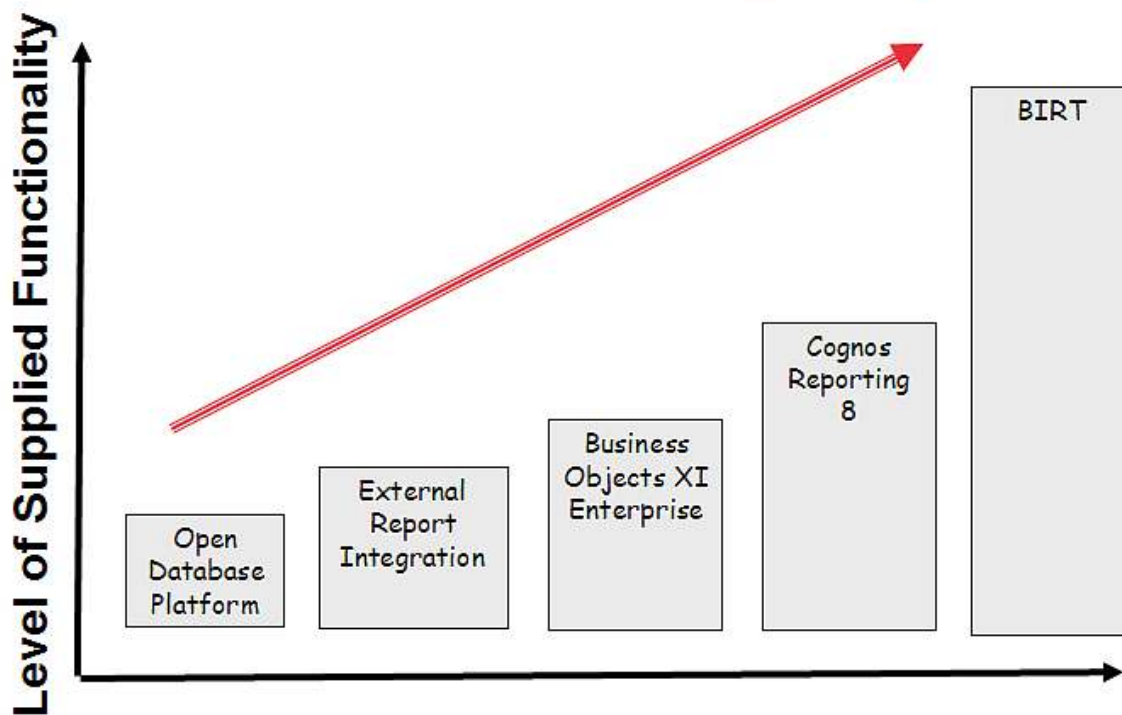 Level of Supplied Functionality
Open
Database
Platform
External
Report
Integration
Business
Objects XI
Enterprise
Cognos
Reporting
8
BIRT